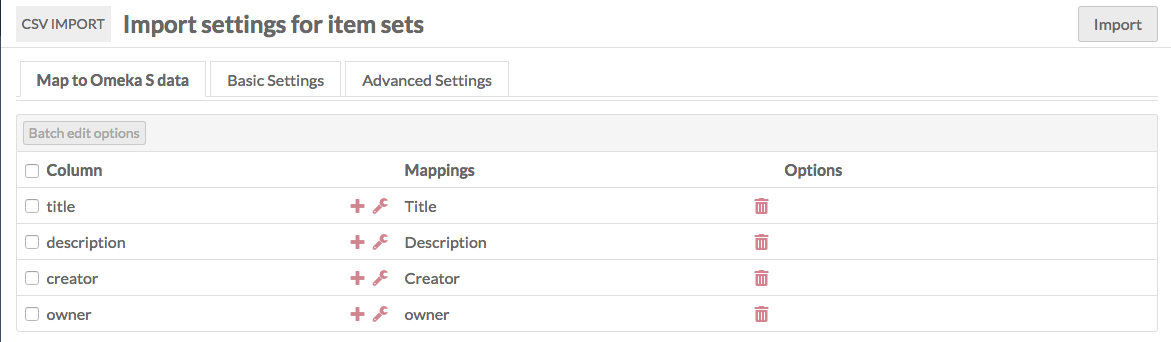 CSV IMPORT Import settings for item sets Import
Map to Omeka S data Basic Settings Advanced Settings
Batch edit options
Column Mappings Options
title Title
description Description
creator Creator
owner owner